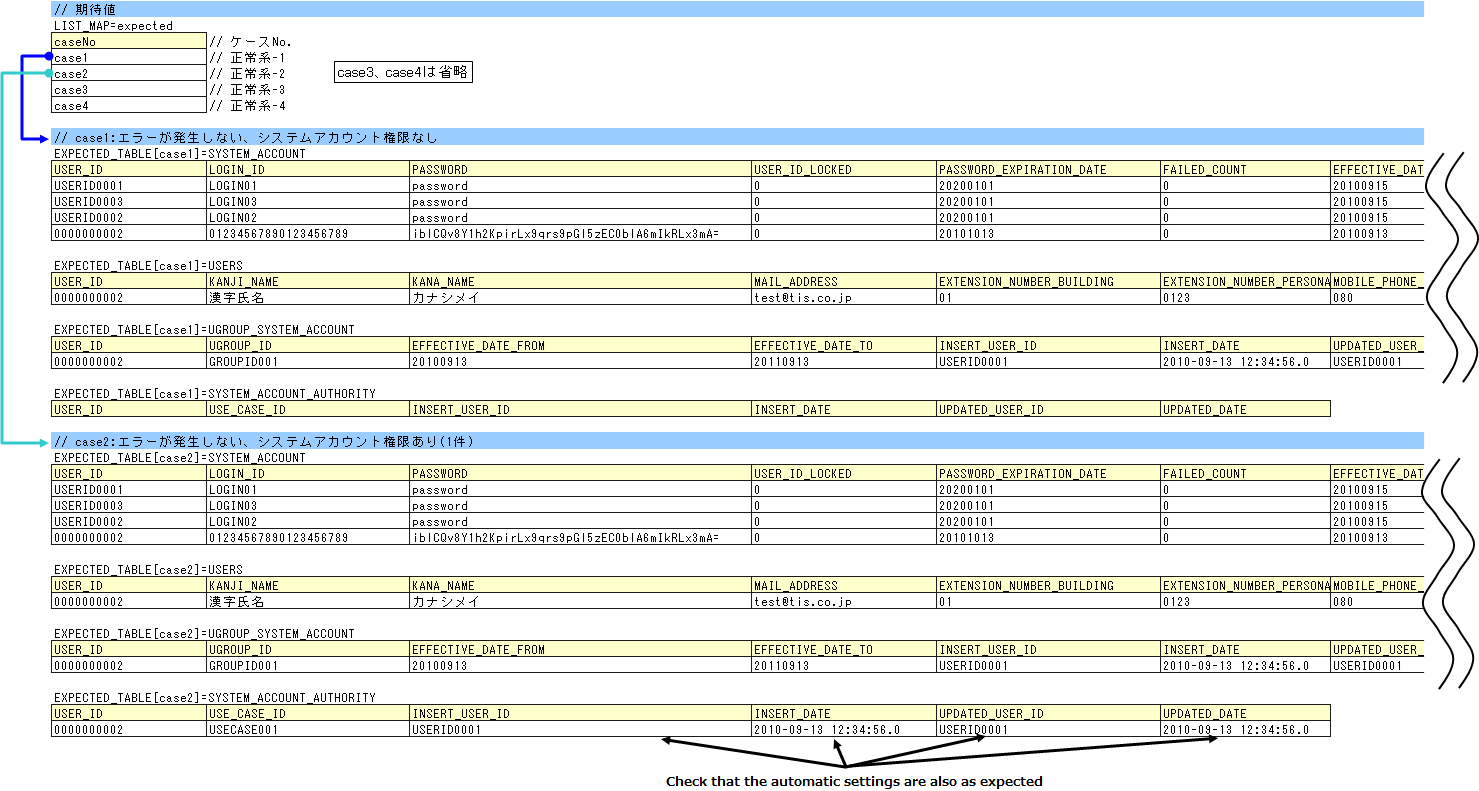 // 期待値
LIST_MAP=expected
caseNo // ケースNo.
case1 // 正常系-1
case2 // 正常系-2
case3、case4は省略
case3 // 正常系-3
case4 // 正常系-4
// case1:エラーが発生しない、システムアカウント権限なし
EXPECTED_TABLE[case1]=SYSTEM_ACCOUNT
USER_ID LOGIN_ID PASSWORD USER_ID_LOCKED PASSWORD_EXPIRATION_DATE FAILED_COUNT EFFECTIVE_DAT
USERID0001 LOGIN01 password 0 20200101 0 20100915
USERID0003 LOGIN03 password 0 20200101 0 20100915
USERID0002 LOGIN02 password 0 20200101 0 20100915
0000000002 01234567890123456789 0 20101013 0 20100913
EXPECTED_TABLE[case1]=USERS
USER_ID KANJI_NAME KANA_NAME MAIL_ADDRESS EXTENSION_NUMBER_BUILDING EXTENSION_NUMBER_PERSONA MOBILE_PHONE_
0000000002 漢字氏名 カナシメイ test@tis.co.jp 01 0123 080
EXPECTED_TABLE[case1]=UGROUP_SYSTEM_ACCOUNT
USER_ID UGROUP_ID EFFECTIVE_DATE_FROM EFFECTIVE_DATE_TO INSERT_USER_ID INSERT_DATE UPDATED_USER_
0000000002 GROUPID001 20100913 20110913 USERID0001 2010-09-13 12:34:56.0 USERID0001
EXPECTED_TABLE[case1]=SYSTEM_ACCOUNT_AUTHORITY
USER_ID USE_CASE_ID INSERT_USER_ID INSERT_DATE UPDATED_USER_ID UPDATED_DATE
// case2:エラーが発生しない、システムアカウント権限あり(1件)
EXPECTED_TABLE[case2]=SYSTEM_ACCOUNT
USER_ID LOGIN_ID PASSWORD USER_ID_LOCKED PASSWORD_EXPIRATION_DATE FAILED_COUNT EFFECTIVE_DAT
USERID0001 LOGIN01 password 0 20200101 0 20100915
USERID0003 LOGIN03 password 0 20200101 0 20100915
USERID0002 LOGIN02 password 0 20200101 0 20100915
0000000002 01234567890123456789 0 20101013 0 20100913
EXPECTED_TABLE[case2]=USERS
USER_ID KANJI_NAME KANA_NAME MAIL_ADDRESS EXTENSION_NUMBER_BUILDING EXTENSION_NUMBER_PERSONA MOBILE_PHONE_
0000000002 漢字氏名 カナシメイ test@tis.co.jp 01 0123 080
EXPECTED_TABLE[case2]=UGROUP_SYSTEM_ACCOUNT
USER_ID UGROUP_ID EFFECTIVE_DATE_FROM EFFECTIVE_DATE_TO INSERT_USER_ID INSERT_DATE UPDATED_USER_
0000000002 GROUPID001 20100913 20110913 USERID0001 2010-09-13 12:34:56.0 USERID0001
EXPECTED_TABLE[case2]=SYSTEM_ACCOUNT_AUTHORITY
USER_ID USE_CASE_ID INSERT_USER_ID INSERT_DATE UPDATED_USER_ID UPDATED_DATE
0000000002 USECASE001 USERID0001 2010-09-13 12:34:56.0 USERID0001 2010-09-13 12:34:56.0
Check that the automatic settings are also as expected